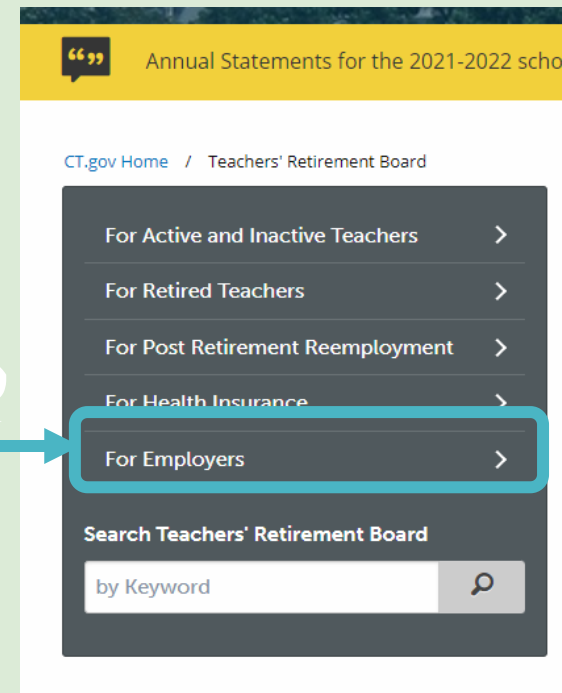 Annual Statements for the 2021-2022 scho
CT.gov Home / Teachers' Retirement Board
For Active and Inactive Teachers
For Retired Teachers
For Post Retirement Reemployment
For Health Insurance
For Employers
Search Teachers' Retirement Board
by Keyword